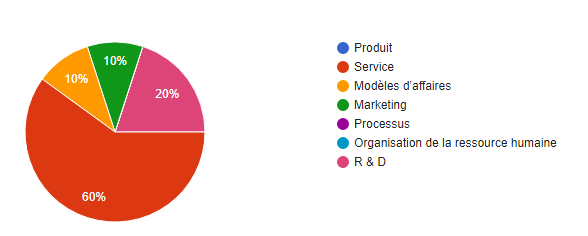 10%
10%
20%
60%
Produit
Service
Modèles d'affaires
Marketing
Processus
Organisation de la ressource humaine
R & D